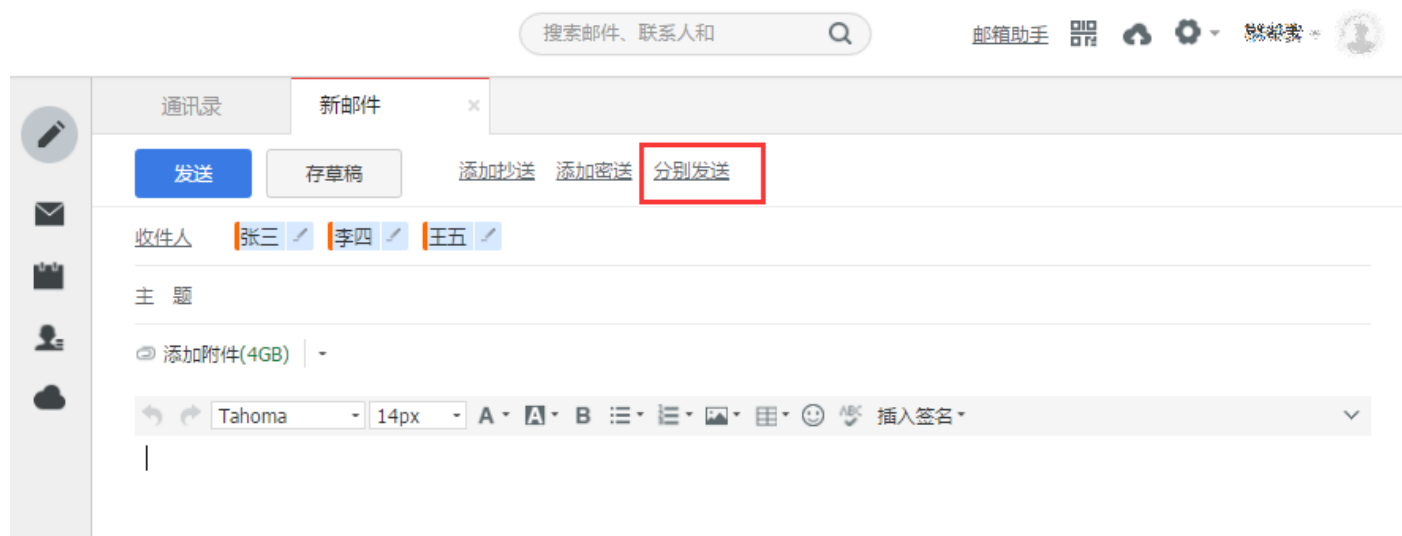 搜索邮件、联系人和
邮箱助手
通讯录 新邮件 ×
发送 存草稿 添加抄送 添加密送 分别发送
收件人 张三 李四 王五
主 题
添加附件(4GB)
Tahoma 14px A A B ABC 插入签名